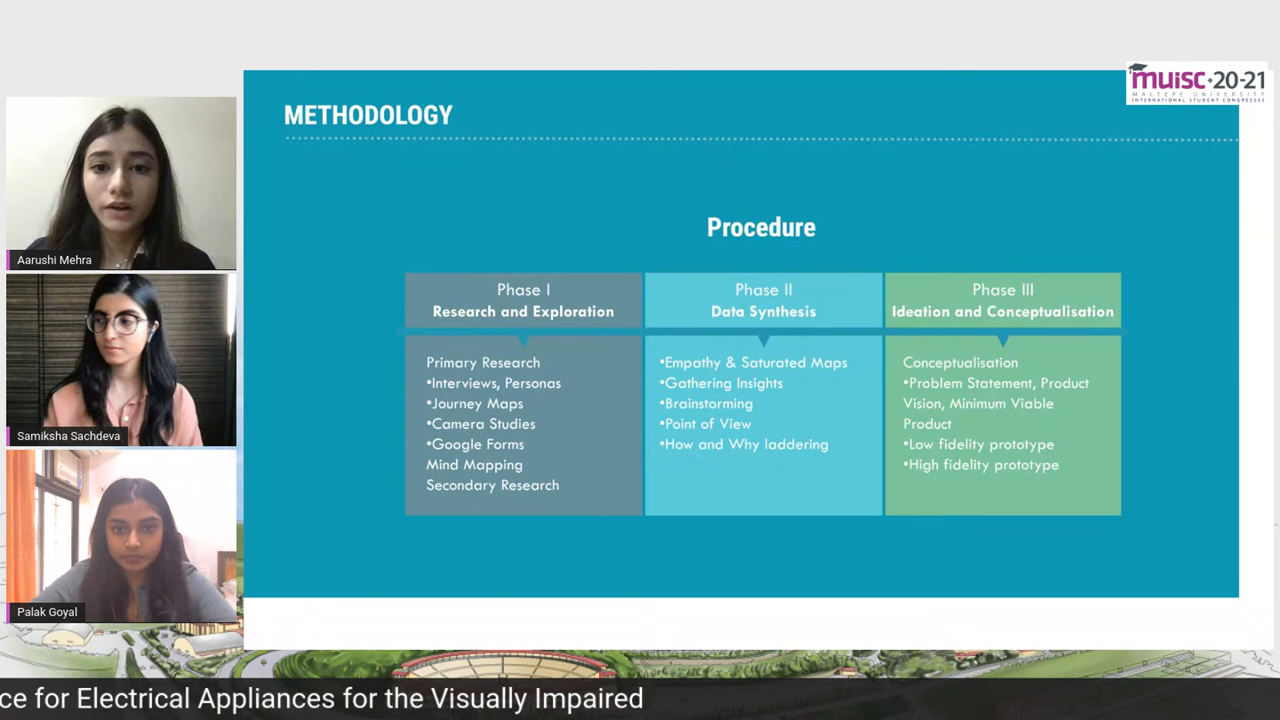 muisc•20-21
MALTEPE UNIVERSITY
INTERNATIONAL STUDENT CONGRESSES
METHODOLOGY
Procedure
Phase I
Research and Exploration
Primary Research
•Interviews, Personas
•Journey Maps
•Camera Studies
•Google Forms
Mind Mapping
Secondary Research
Phase II
Data Synthesis
•Empathy & Saturated Maps
•Gathering Insights
•Brainstorming
•Point of View
•How and Why laddering
Phase III
Ideation and Conceptualisation
Conceptualisation
•Problem Statement, Product
Vision, Minimum Viable
Product
•Low fidelity prototype
•High fidelity prototype
Aarushi Mehra
Samiksha Sachdeva
Palak Goyal
ce for Electrical Appliances for the Visually Impaired